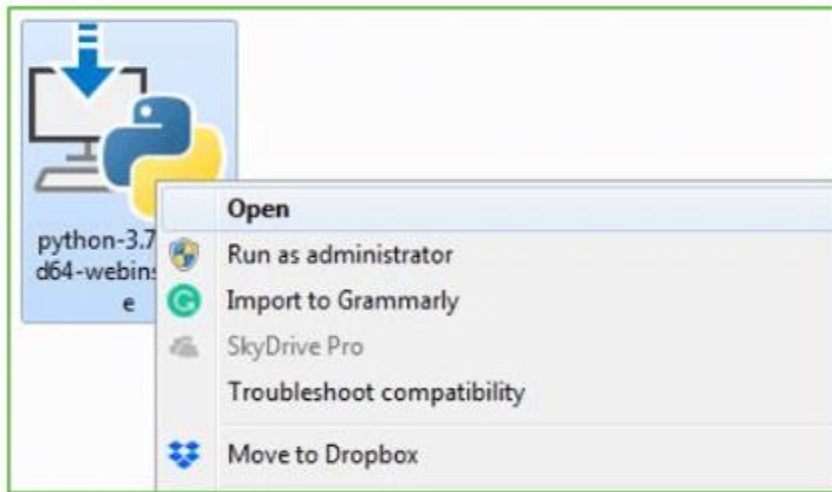 python-3.7
d64-webins
e
Open
Run as administrator
Import to Grammarly
SkyDrive Pro
Troubleshoot compatibility
Move to Dropbox